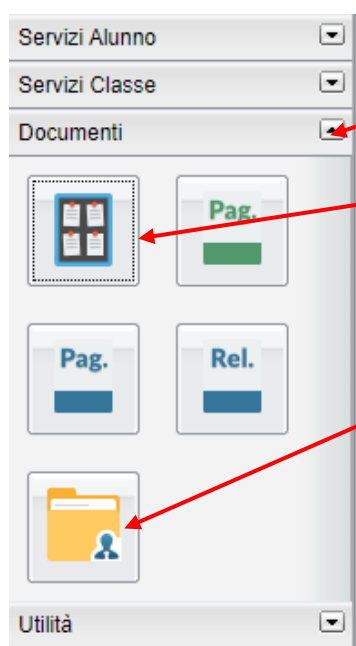 Servizi Alunno
Servizi Classe
Documenti
Pag.
Pag.
Rel.
Utilità